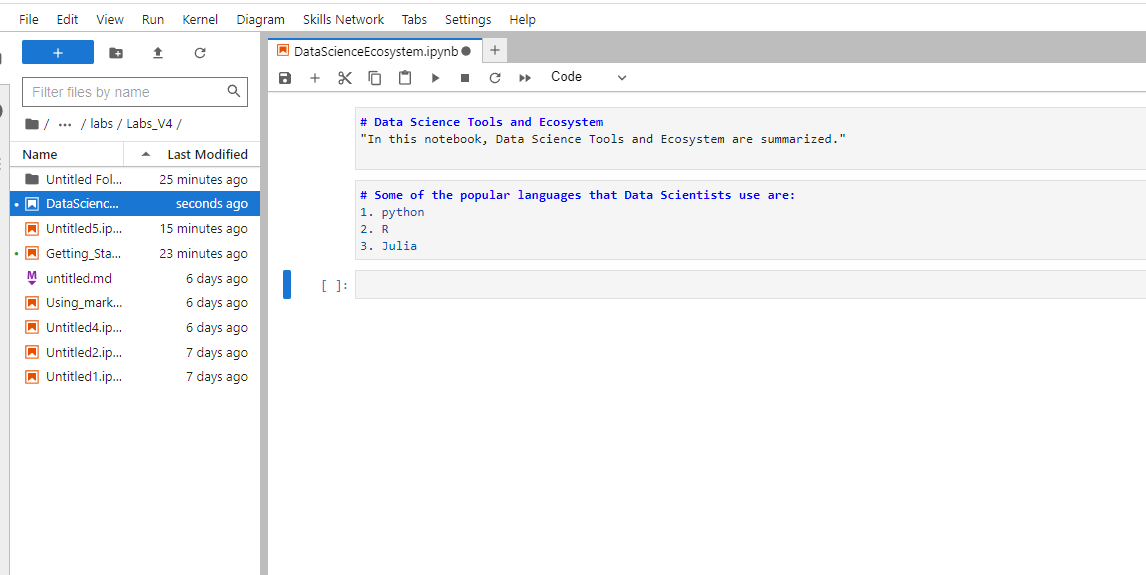 File Edit View Run Kernel Diagram Skills Network Tabs Settings Help
+
Filter files by name
/ ··· / labs / Labs_V4 /
Name Last Modified
Untitled Fol... 25 minutes ago
DataScienc... seconds ago
Untitled5.ip... 15 minutes ago
Getting_Sta... 23 minutes ago
M untitled.md 6 days ago
Using_mark... 6 days ago
Untitled4.ip... 6 days ago
Untitled2.ip... 7 days ago
Untitled1.ip... 7 days ago
DataScienceEcosystem.ipynb +
+ Code
# Data Science Tools and Ecosystem
"In this notebook, Data Science Tools and Ecosystem are summarized."
# Some of the popular languages that Data Scientists use are:
1. python
2. R
3. Julia
[ ]: